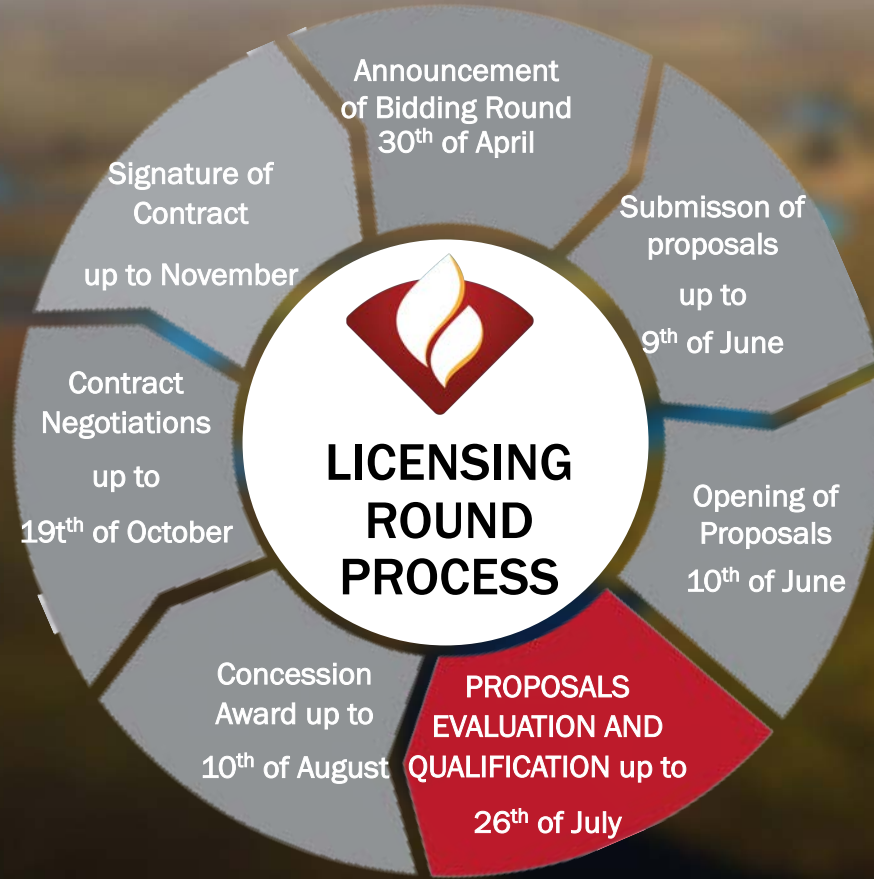 Announcement
of Bidding Round
30th of April
Submisson of
proposals
up to
9th of June
Opening of
Proposals
10th of June
PROPOSALS
EVALUATION AND
QUALIFICATION up to
26th of July
Concession
Award up to
10th of August
Contract
Negotiations
up to
19tth of October
Signature of
Contract
up to November
LICENSING
ROUND
PROCESS